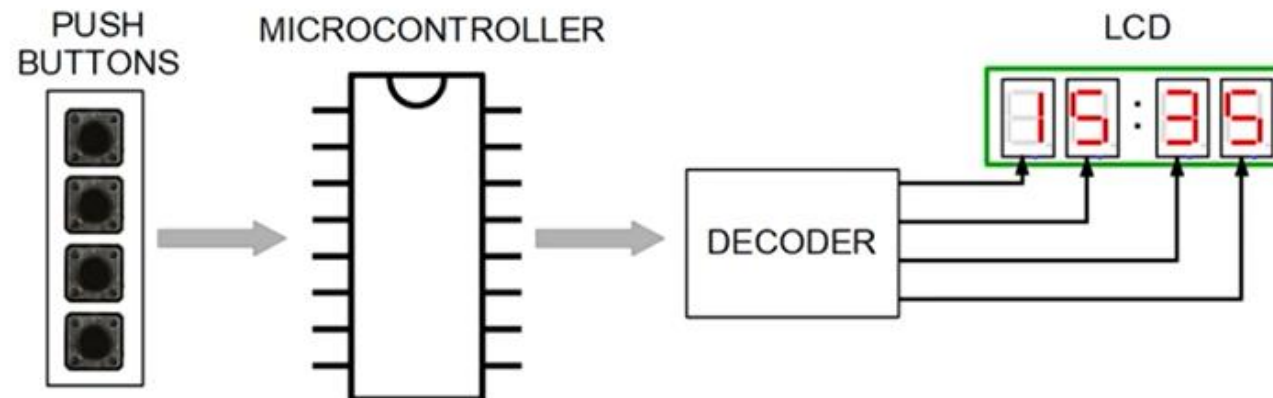 PUSH
BUTTONS
MICROCONTROLLER
LCD
15:35
DECODER